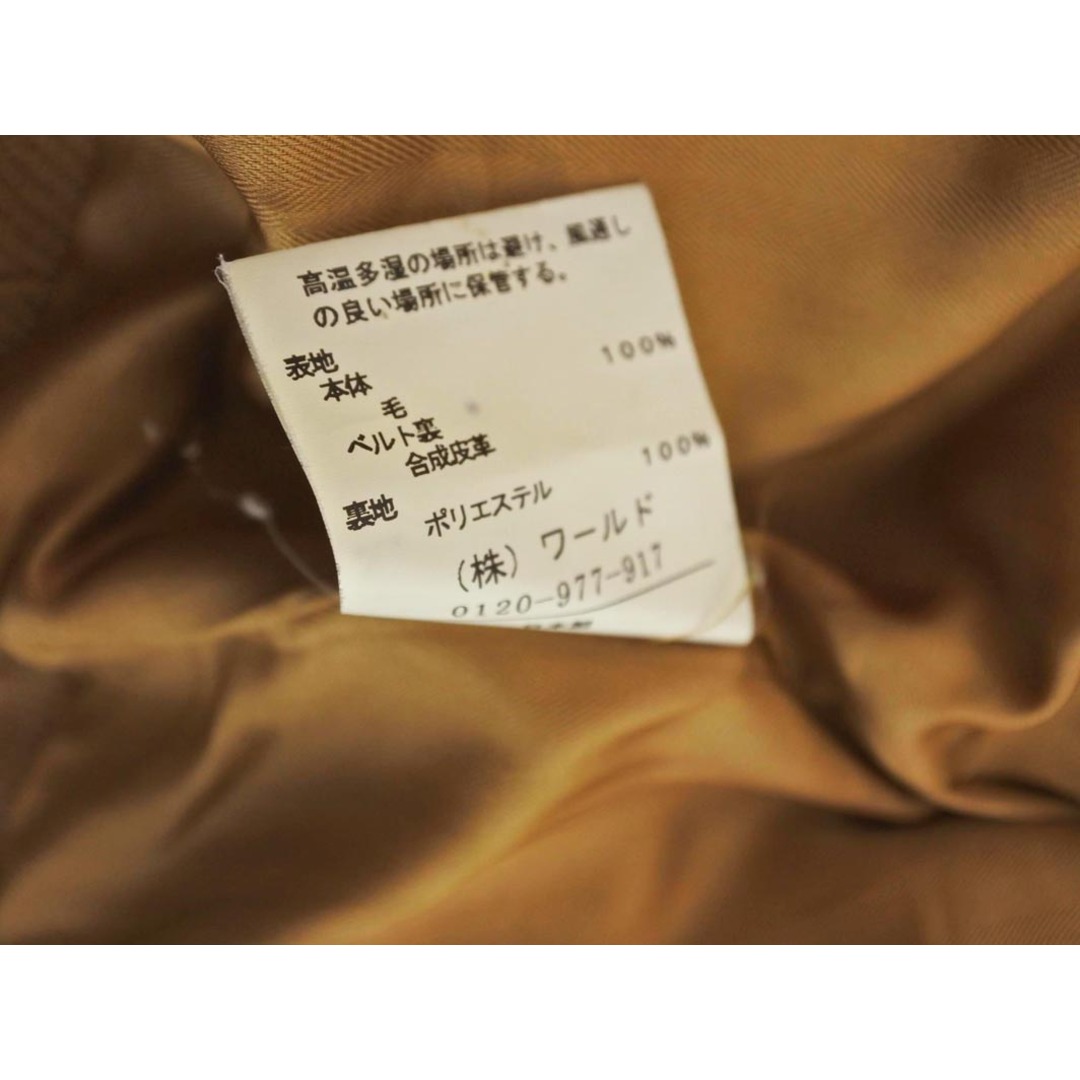 高温多湿の場所は避け、風通し
の良い場所に保管する。
表地
本体
毛 100%
ベルト裏
合成皮革
裏地
ポリエステル 100%
(株) ワールド
0120-977-917